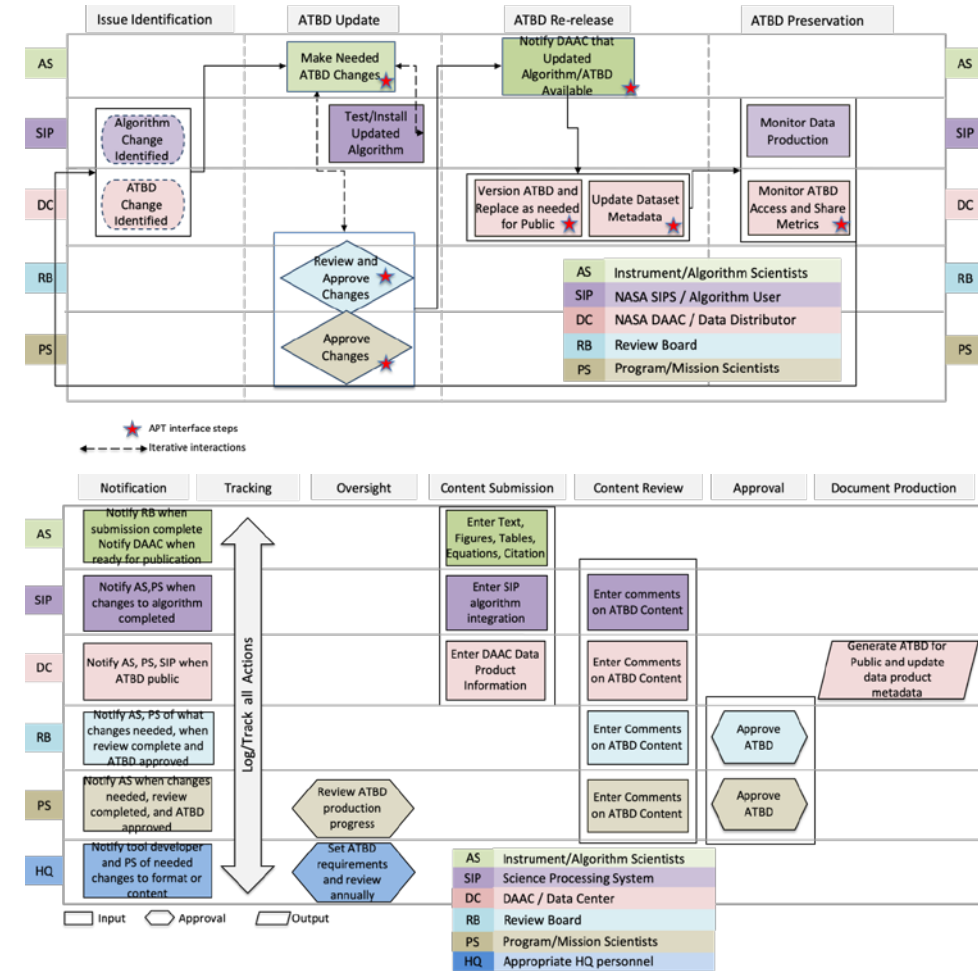 Issue Identification
ATBD Update
ATBD Re-release
ATBD Preservation
AS
Make Needed
ATBD Changes
Notify DAAC that
Updated
Algorithm/ATBD
Available
AS
SIP
Algorithm
Change
Identified
Test/Install
Updated
Algorithm
Monitor Data
Production
SIP
DC
ATBD
Change
Identified
Version ATBD and
Replace as needed
for Public
Update Dataset
Metadata
Monitor ATBD
Access and Share
Metrics
DC
RB
Review and
Approve
Changes
RB
PS
Approve
Changes
PS
AS Instrument/Algorithm Scientists
SIP NASA SIPS / Algorithm User
DC NASA DAAC / Data Distributor
RB Review Board
PS Program/Mission Scientists
APT interface steps
Iterative interactions
Notification
Tracking
Oversight
Content Submission
Content Review
Approval
Document Production
AS
Notify RB when
submission complete
Notify DAAC when
ready for publication
Enter Text,
Figures, Tables,
Equations, Citation
SIP
Notify AS,PS when
changes to algorithm
completed
Enter SIP
algorithm
integration
Enter comments
on ATBD Content
DC
Notify AS, PS, SIP when
ATBD public
Enter DAAC Data
Product
Information
Enter Comments
on ATBD Content
Generate ATBD for
Public and update
data product
metadata
Log/Track all Actions
RB
Notify AS, PS of what
changes needed, when
review complete and
ATBD approved
Enter Comments
on ATBD Content
Approve
ATBD
PS
Notify AS when changes
needed, review
completed, and ATBD
approved
Review ATBD
production
progress
Enter Comments
on ATBD Content
Approve
ATBD
HQ
Notify tool developer
and PS of needed
changes to format or
content
Set ATBD
requirements
and review
annually
AS Instrument/Algorithm Scientists
SIP Science Processing System
DC DAAC / Data Center
RB Review Board
PS Program/Mission Scientists
HQ Appropriate HQ personnel
Input
Approval
Output